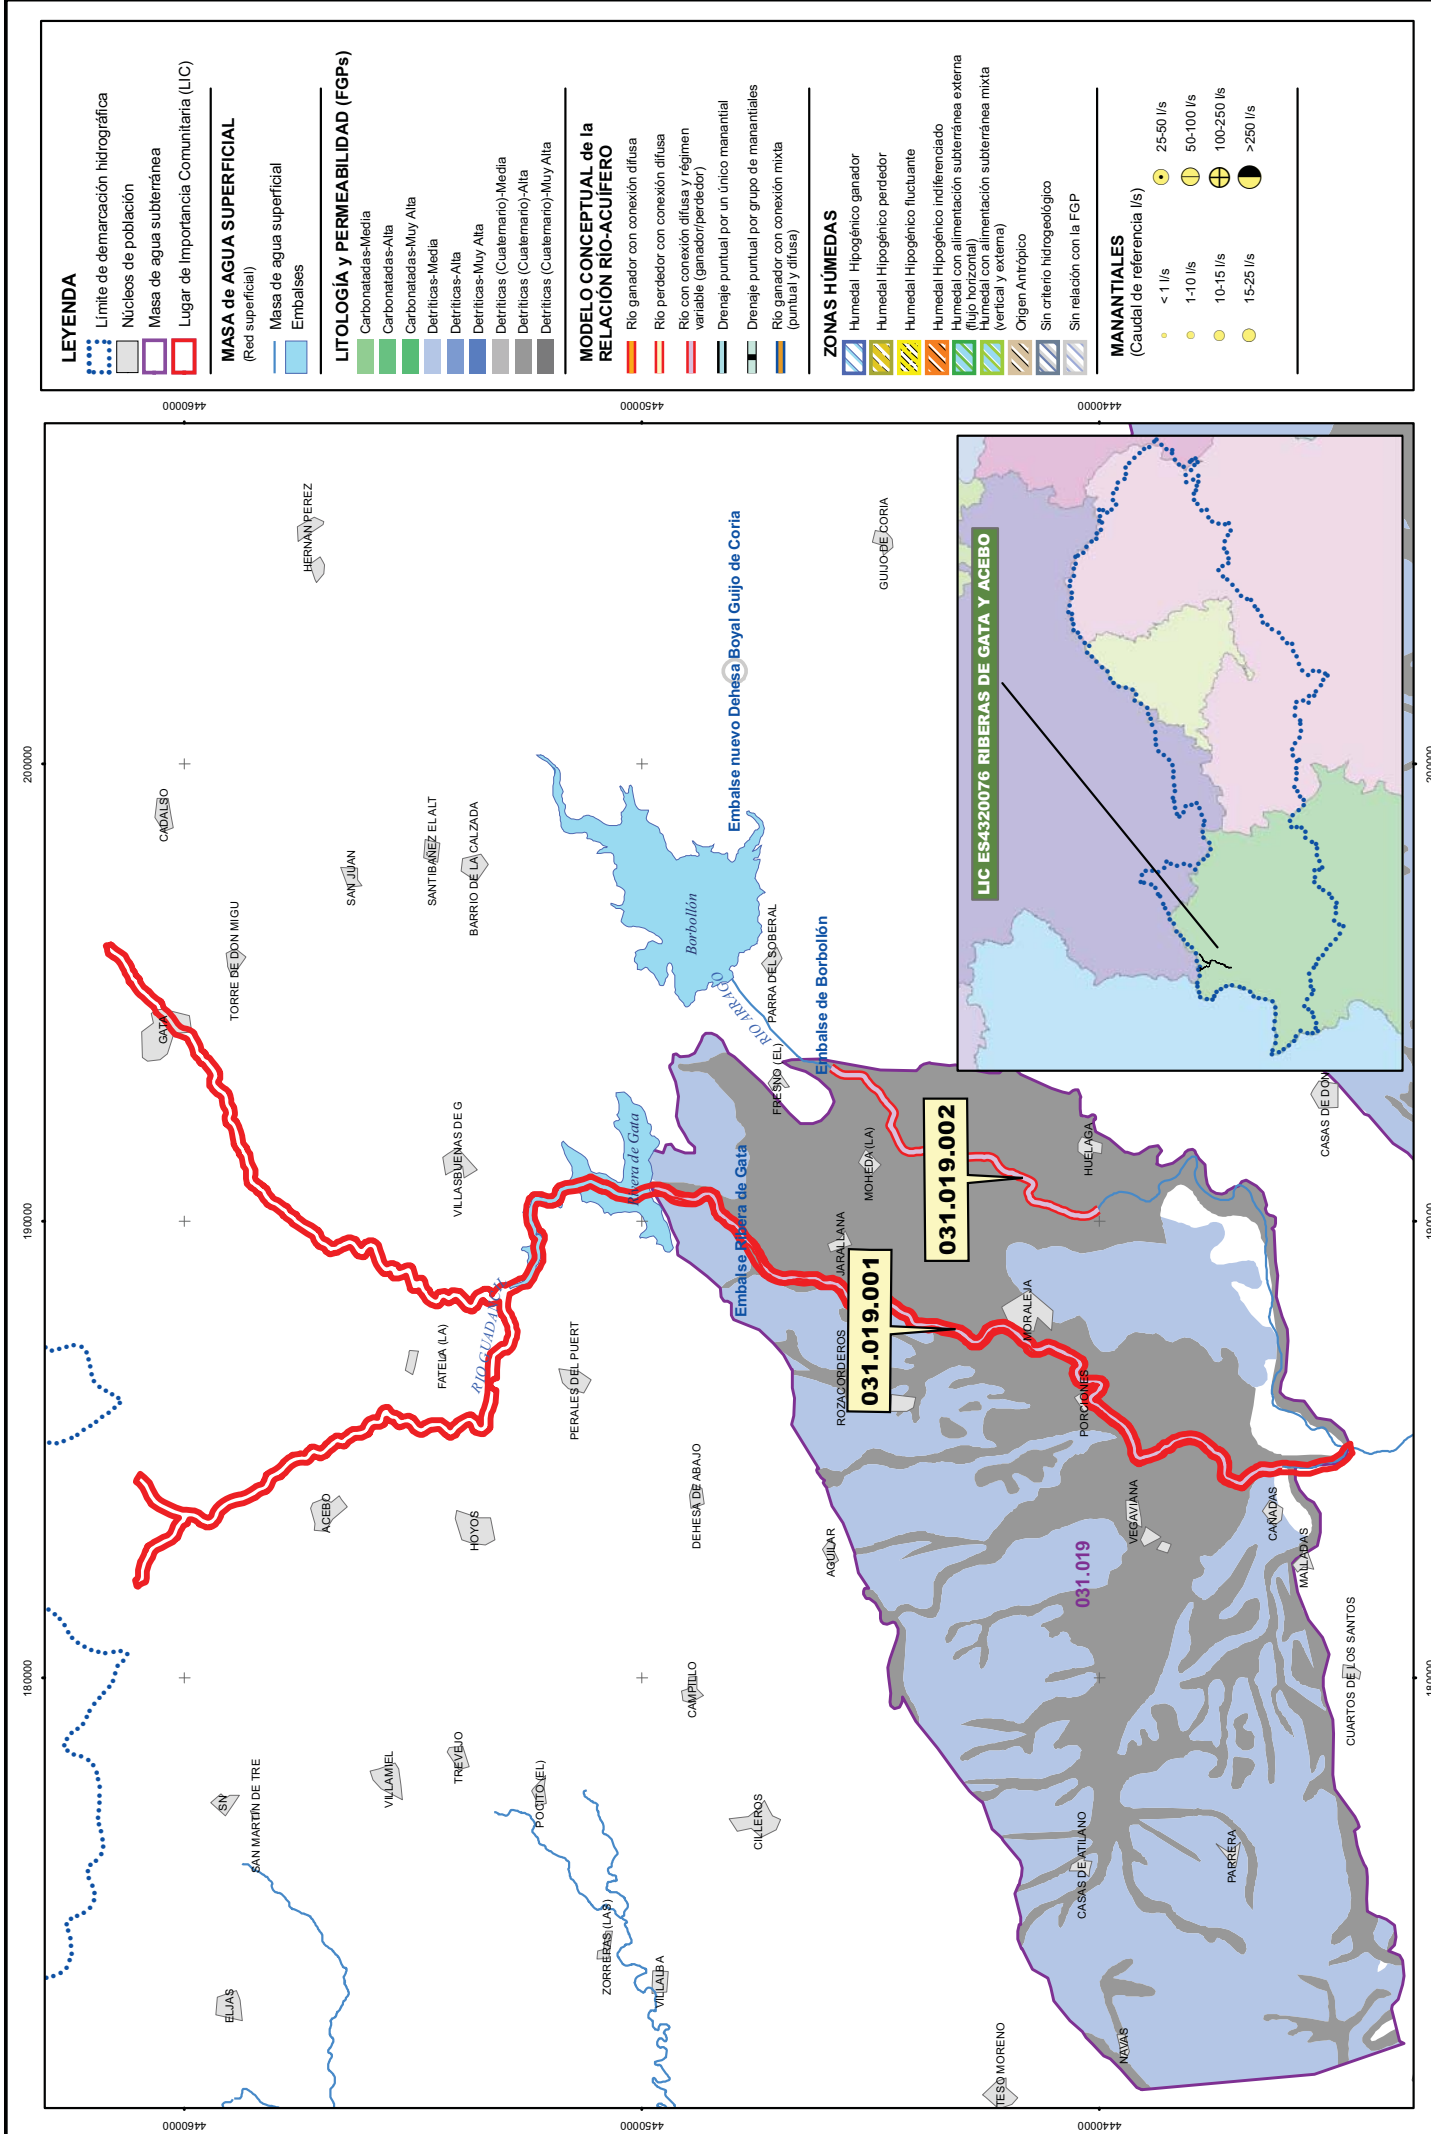 LEYENDA
Límite de demarcación hidrográfica
Núcleos de población
Masa de agua subterránea
Lugar de Importancia Comunitaria (LIC)
MASA de AGUA SUPERFICIAL
(Red superficial)
Masa de agua superficial
Embalses
LITOLOGÍA y PERMEABILIDAD (FGPs)
Carbonatadas-Media
Carbonatadas-Alta
Carbonatadas-Muy Alta
Detríticas-Media
Detríticas-Alta
Detríticas-Muy Alta
Detríticas (Cuaternario)-Media
Detríticas (Cuaternario)-Alta
Detríticas (Cuaternario)-Muy Alta
MODELO CONCEPTUAL de la
RELACIÓN RÍO-ACUÍFERO
Río ganador con conexión difusa
Río perdedor con conexión difusa
Río con conexión difusa y régimen
variable (ganador/perdedor)
Drenaje puntual por un único manantial
Drenaje puntual por grupo de manantiales
Río ganador con conexión mixta
(puntual y difusa)
ZONAS HÚMEDAS
Humedal Hipogénico ganador
Humedal Hipogénico perdedor
Humedal Hipogénico fluctuante
Humedal Hipogénico indiferenciado
Humedal con alimentación subterránea externa
(flujo horizontal)
Humedal con alimentación subterránea mixta
(vertical y externa)
Origen Antrópico
Sin criterio hidrogeológico
Sin relación con la FGP
MANANTIALES
(Caudal de referencia l/s)
< 1 l/s
1-10 l/s
10-15 l/s
15-25 l/s
25-50 l/s
50-100 l/s
100-250 l/s
>250 l/s
180000
190000
200000
4460000
4450000
4440000
4460000
4450000
4440000
180000
190000
200000
SN
SAN MARTÍN DE TRE
ELJAS
VILLAMIEL
TREVEJO
POCITO (EL)
ZORRERAS (LAS)
VILLALBA
CILLEROS
CAMPILLO
TESO MORENO
NAVAS
CASAS DE ATILANO
PARRERA
CUARTOS DE LOS SANTOS
ACEBO
HOYOS
DEHESA DE ABAJO
AGUILAR
PERALES DEL PUERT
FATELA (LA)
RIO GUADANCH
VILLASBUENAS DE G
GATA
TORRE DE DON MIGU
CADALSO
SAN JUAN
SANTIBAÑEZ EL ALT
BARRIO DE LA CALZADA
HERNAN PEREZ
GUIJO DE CORIA
Borbollón
RIO ARRAGO
PARRA DEL SOBERAL
FRESNO (EL)
Embalse nuevo Dehesa Boyal Guijo de Coria
Embalse de Borbollón
Rivera de Gata
Embalse Ribera de Gata
MOHEDA (LA)
JARALLANA
ROZACORDEROS
031.019.001
031.019.002
HUELAGA
MORALEJA
PORCIONES
VEGAVIANA
031.019
CAÑADAS
MALLADAS
CASAS DE DON
LIC ES4320076 RIBERAS DE GATA Y ACEBO